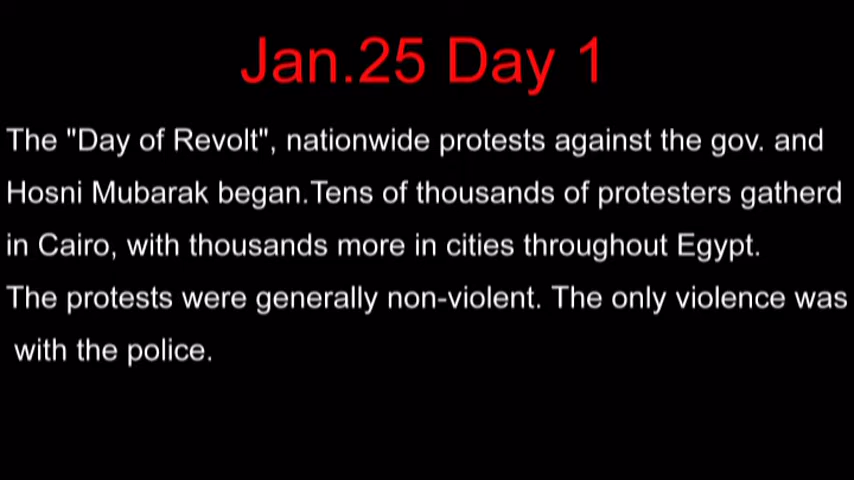 Jan.25 Day 1
The "Day of Revolt", nationwide protests against the gov. and
Hosni Mubarak began.Tens of thousands of protesters gatherd
in Cairo, with thousands more in cities throughout Egypt.
The protests were generally non-violent. The only violence was
with the police.